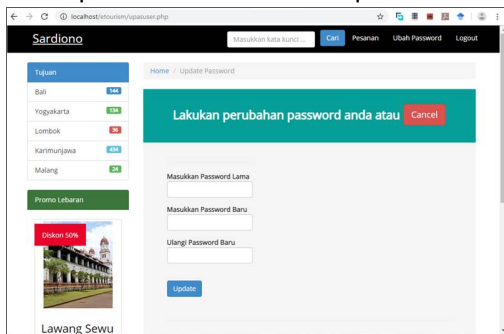 localhost/etourism/upasuser.php
Sardiono
Masukkan kata kunci ... Cari Pesanan Ubah Password Logout
Tujuan
Bali 144
Yogyakarta 134
Lombok 36
Karimunjawa 434
Malang 24
Promo Lebaran
Diskon 50%
Lawang Sewu
Home / Update Password
Lakukan perubahan password anda atau Cancel
Masukkan Password Lama
Masukkan Password Baru
Ulangi Password Baru
Update